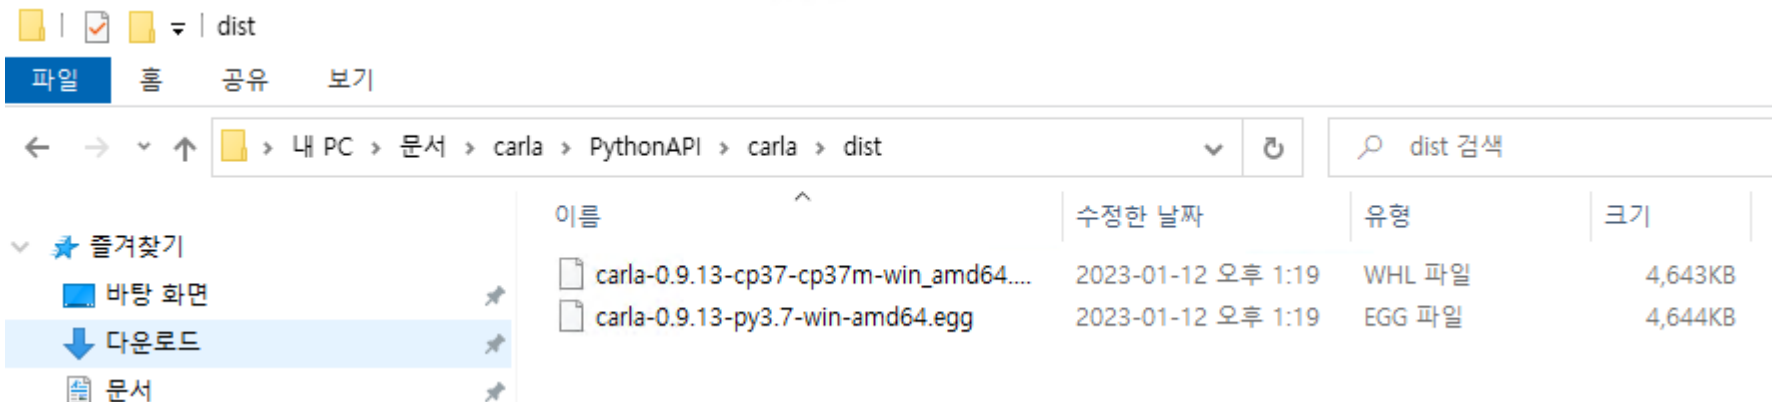 dist
파일 홈 공유 보기
내 PC > 문서 > carla > PythonAPI > carla > dist
dist 검색
이름 수정한 날짜 유형 크기
즐겨찾기
바탕 화면
다운로드
문서
carla-0.9.13-cp37-cp37m-win_amd64.... 2023-01-12 오후 1:19 WHL 파일 4,643KB
carla-0.9.13-py3.7-win-amd64.egg 2023-01-12 오후 1:19 EGG 파일 4,644KB